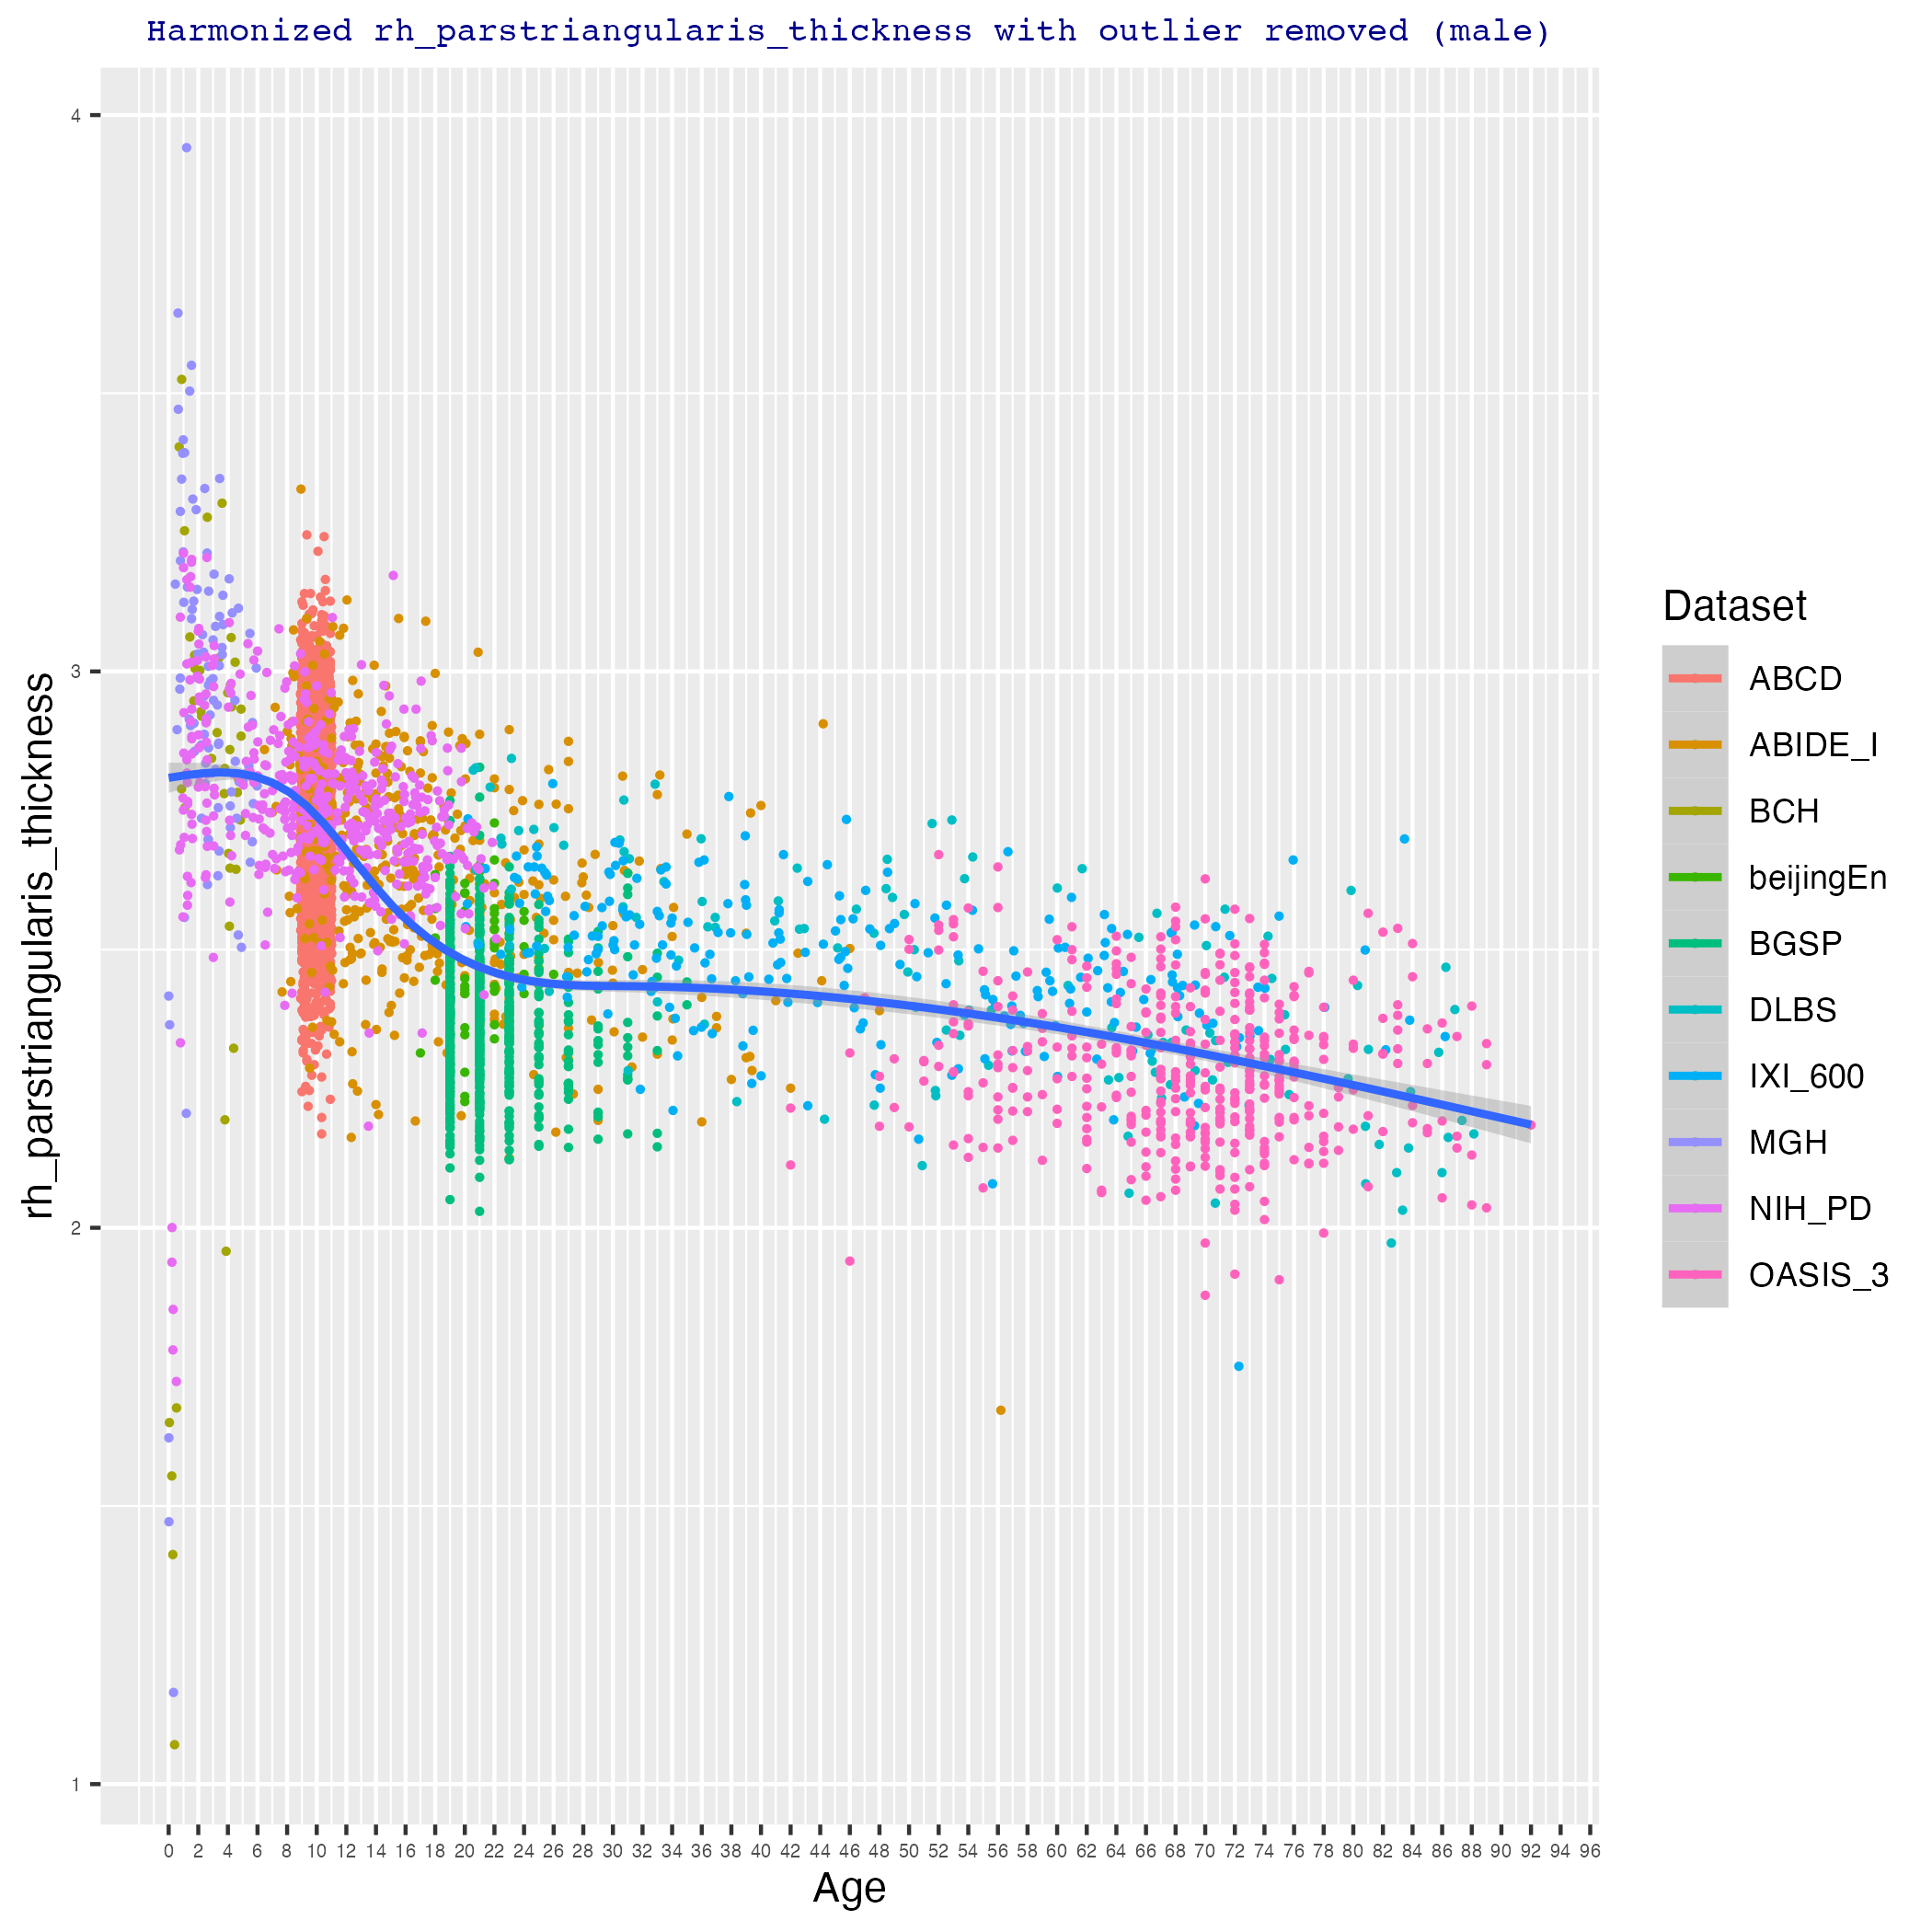 Harmonized rh_parstriangularis_thickness with outlier removed (male)
rh_parstriangularis_thickness
4
3
2
1
0 2 4 6 8 10 12 14 16 18 20 22 24 26 28 30 32 34 36 38 40 42 44 46 48 50 52 54 56 58 60 62 64 66 68 70 72 74 76 78 80 82 84 86 88 90 92 94 96
Age
Dataset
ABCD
ABIDE_I
BCH
beijingEn
BGSP
DLBS
IXI_600
MGH
NIH_PD
OASIS_3